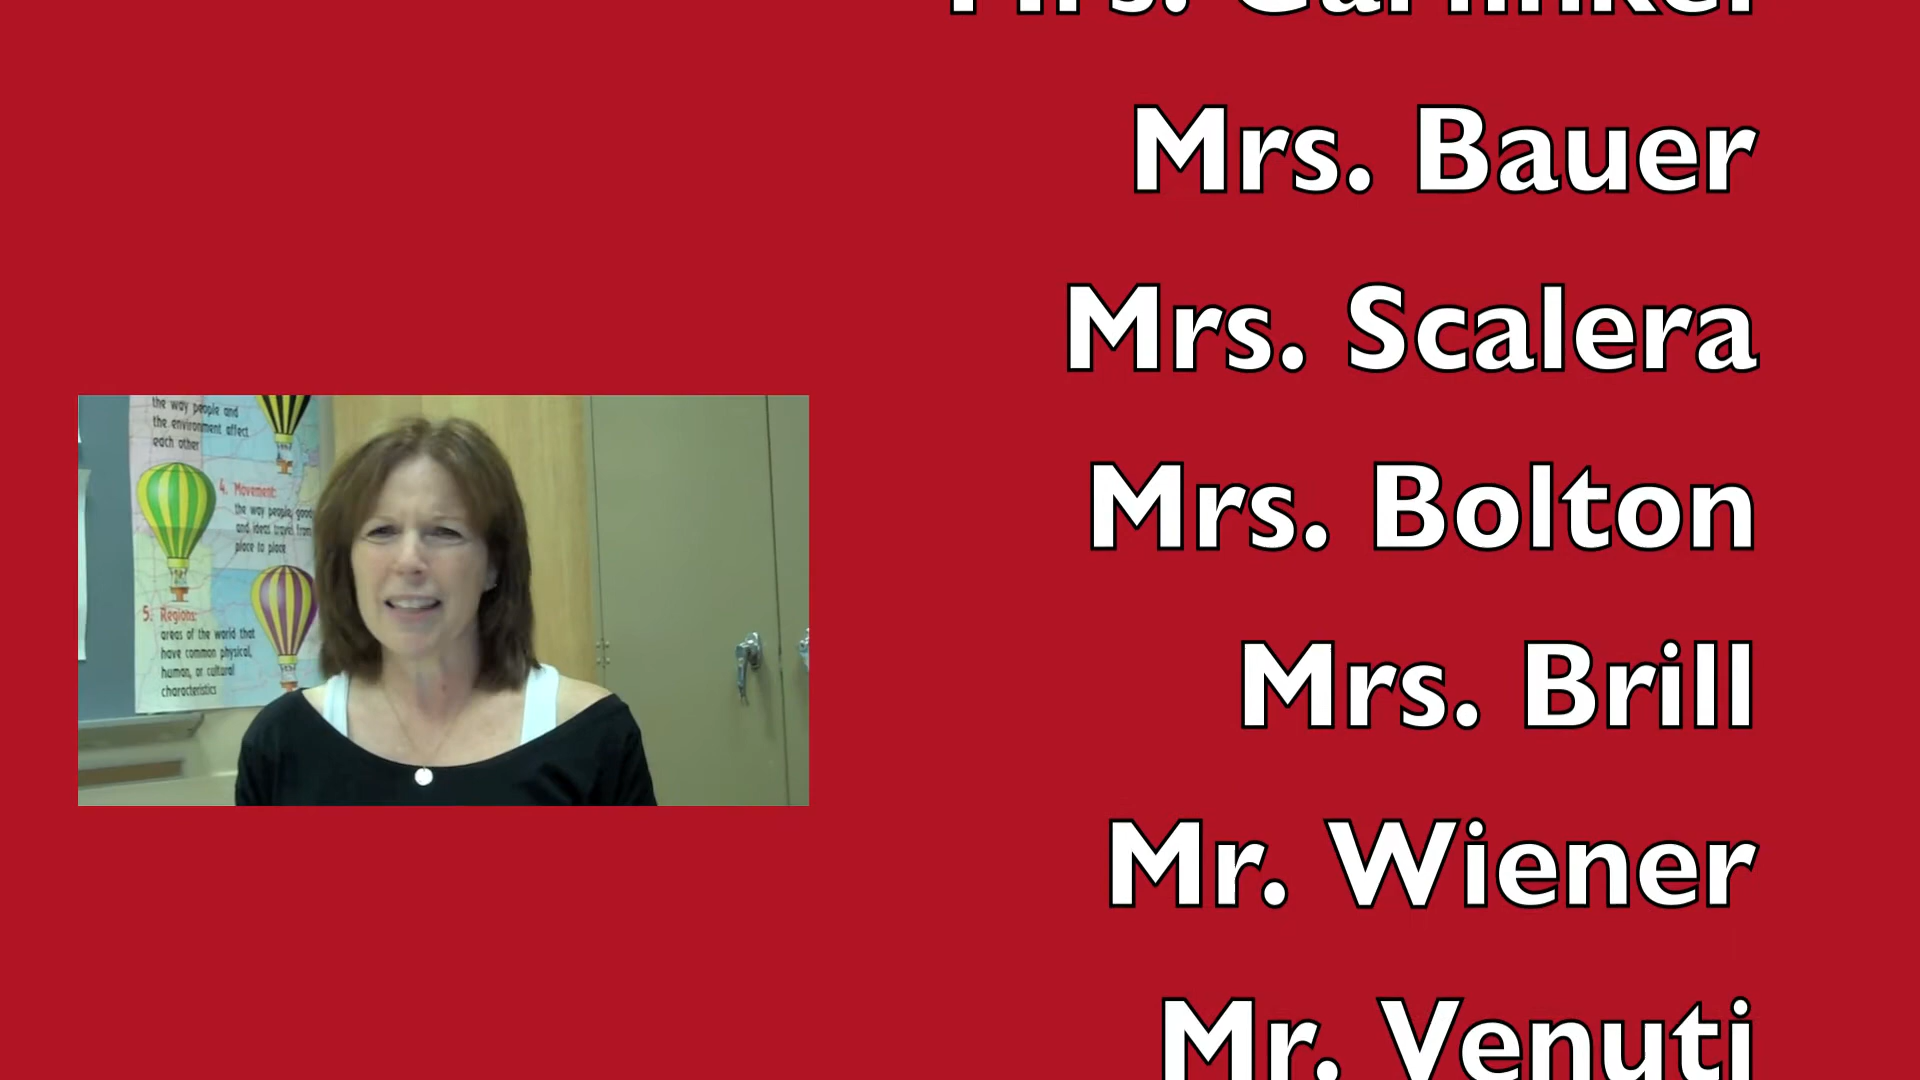 the way people and
the environment affect
each other
4. Movement:
the way people, good
and ideas travel from
place to place
5. Regions:
areas of the world that
have common physical,
human, or cultural
characteristics
Mrs.
Mrs. Bauer
Mrs. Scalera
Mrs. Bolton
Mrs. Brill
Mr. Wiener
Mr. Venuti